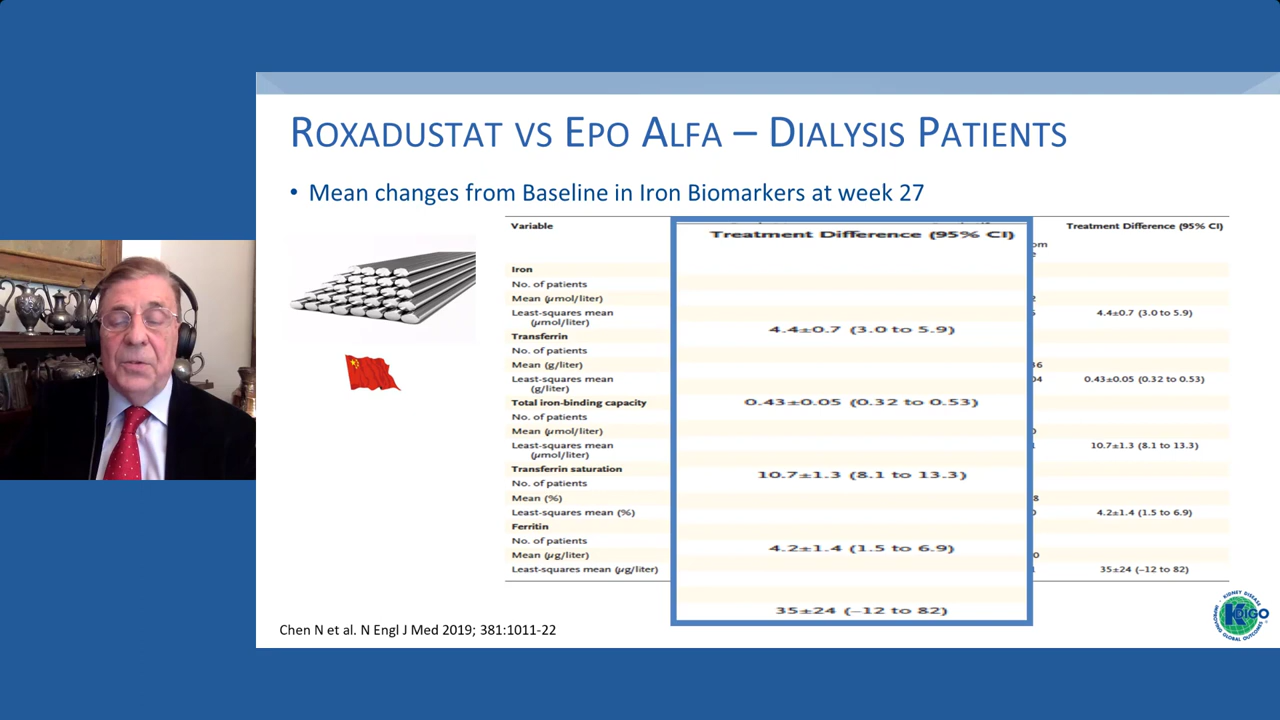 ROXADUSTAT VS EPO ALFA – DIALYSIS PATIENTS
• Mean changes from Baseline in Iron Biomarkers at week 27
Variable
Treatment Difference (95% CI)
Treatment Difference (95% CI)
Iron
No. of patients
Mean (µmol/liter)
Least-squares mean
(µmol/liter)
4.4±0.7 (3.0 to 5.9)
4.4±0.7 (3.0 to 5.9)
Transferrin
No. of patients
Mean (g/liter)
Least-squares mean
(g/liter)
0.43±0.05 (0.32 to 0.53)
0.43±0.05 (0.32 to 0.53)
Total iron-binding capacity
No. of patients
Mean (µmol/liter)
Least-squares mean
(µmol/liter)
10.7±1.3 (8.1 to 13.3)
10.7±1.3 (8.1 to 13.3)
Transferrin saturation
No. of patients
Mean (%)
Least-squares mean (%)
4.2±1.4 (1.5 to 6.9)
4.2±1.4 (1.5 to 6.9)
Ferritin
No. of patients
Mean (µg/liter)
Least-squares mean (µg/liter)
35±24 (−12 to 82)
35±24 (−12 to 82)
Chen N et al. N Engl J Med 2019; 381:1011-22
KIDNEY DISEASE
KDIGO
IMPROVING GLOBAL OUTCOMES